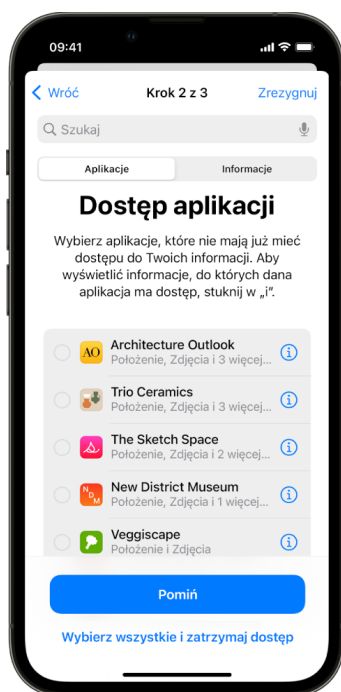 09:41
Wróć
Krok 2 z 3
Zrezygnuj
Szukaj
Aplikacje
Informacje
Dostęp aplikacji
Wybierz aplikacje, które nie mają już mieć
dostępu do Twoich informacji. Aby
wyświetlić informacje, do których dana
aplikacja ma dostęp, stuknij w „i”.
AO
Architecture Outlook
Położenie, Zdjęcia i 3 więcej...
Trio Ceramics
Położenie, Zdjęcia i 3 więcej...
The Sketch Space
Położenie, Zdjęcia i 2 więcej...
NDM
New District Museum
Położenie, Zdjęcia i 1 więcej...
Veggiscape
Położenie i Zdjęcia
Pomiń
Wybierz wszystkie i zatrzymaj dostęp